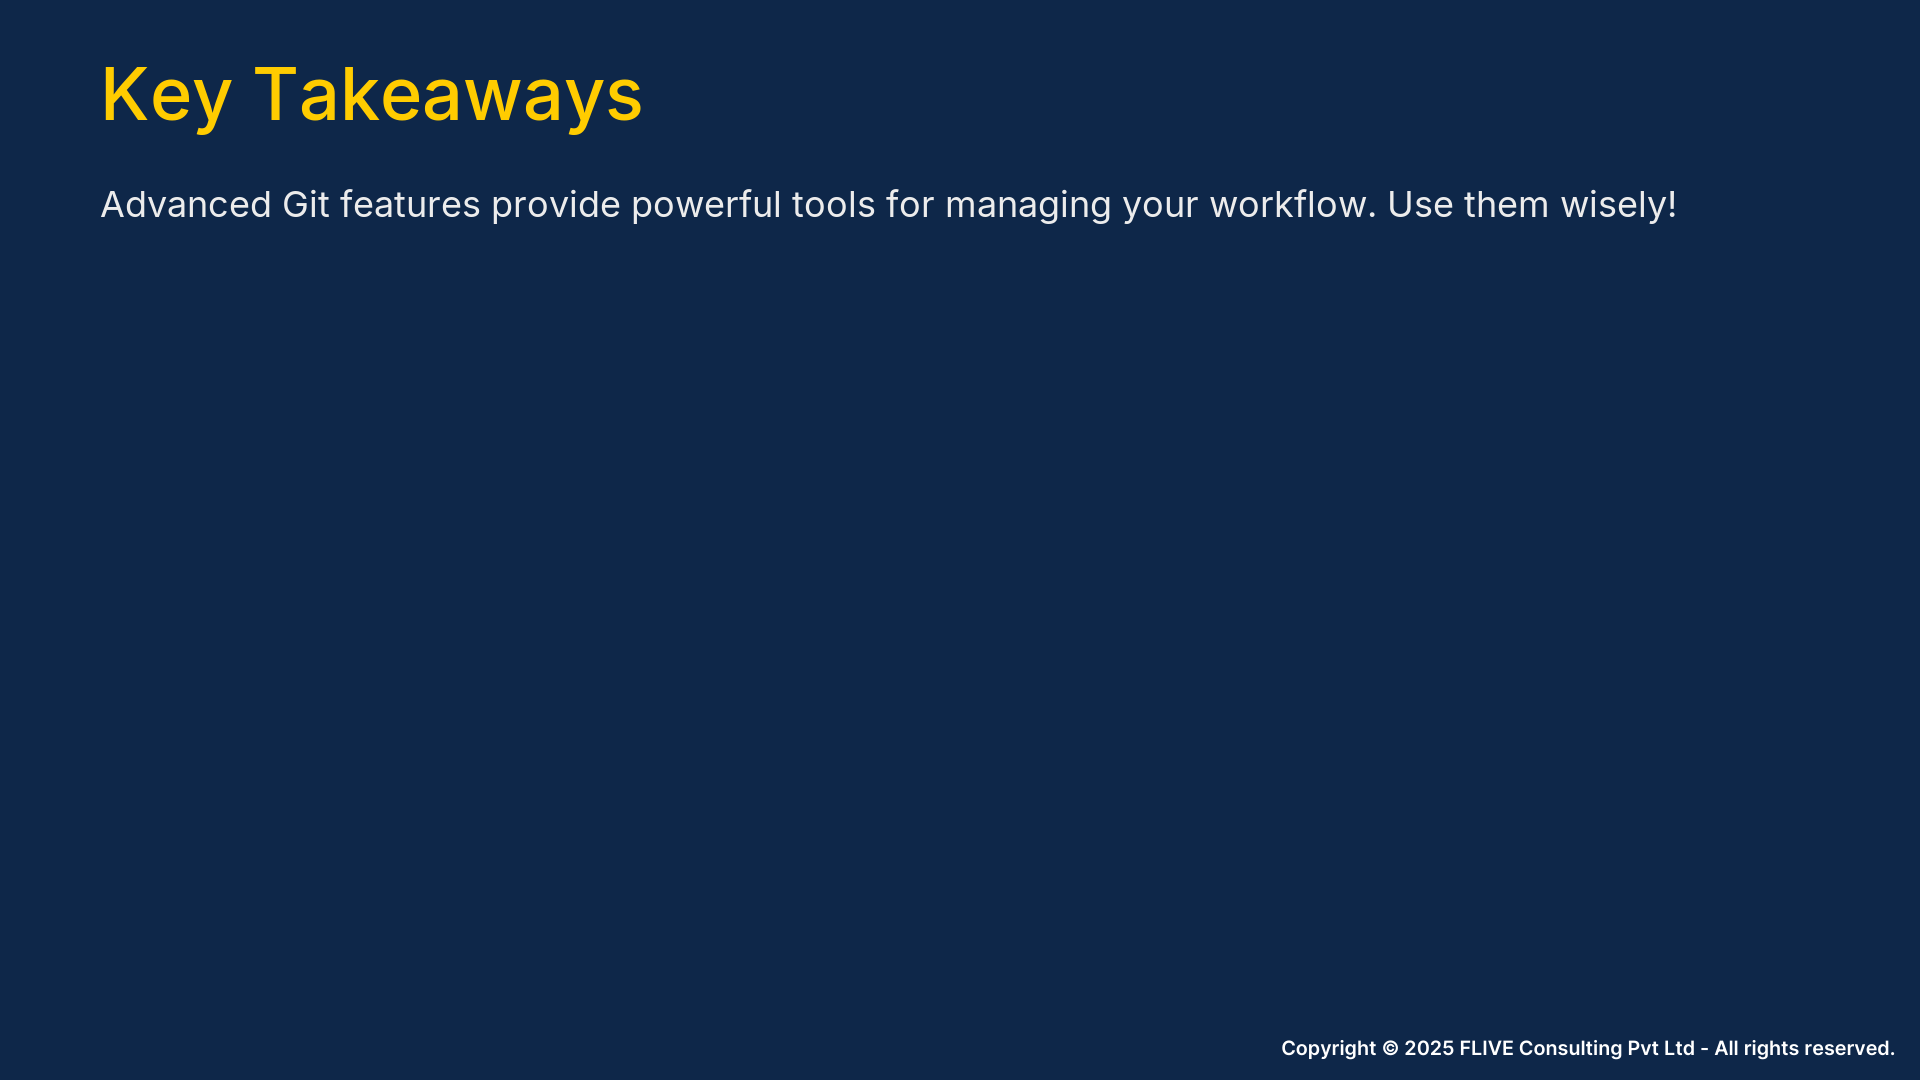 Key Takeaways
Advanced Git features provide powerful tools for managing your workflow. Use them wisely!
Copyright © 2025 FLIVE Consulting Pvt Ltd - All rights reserved.